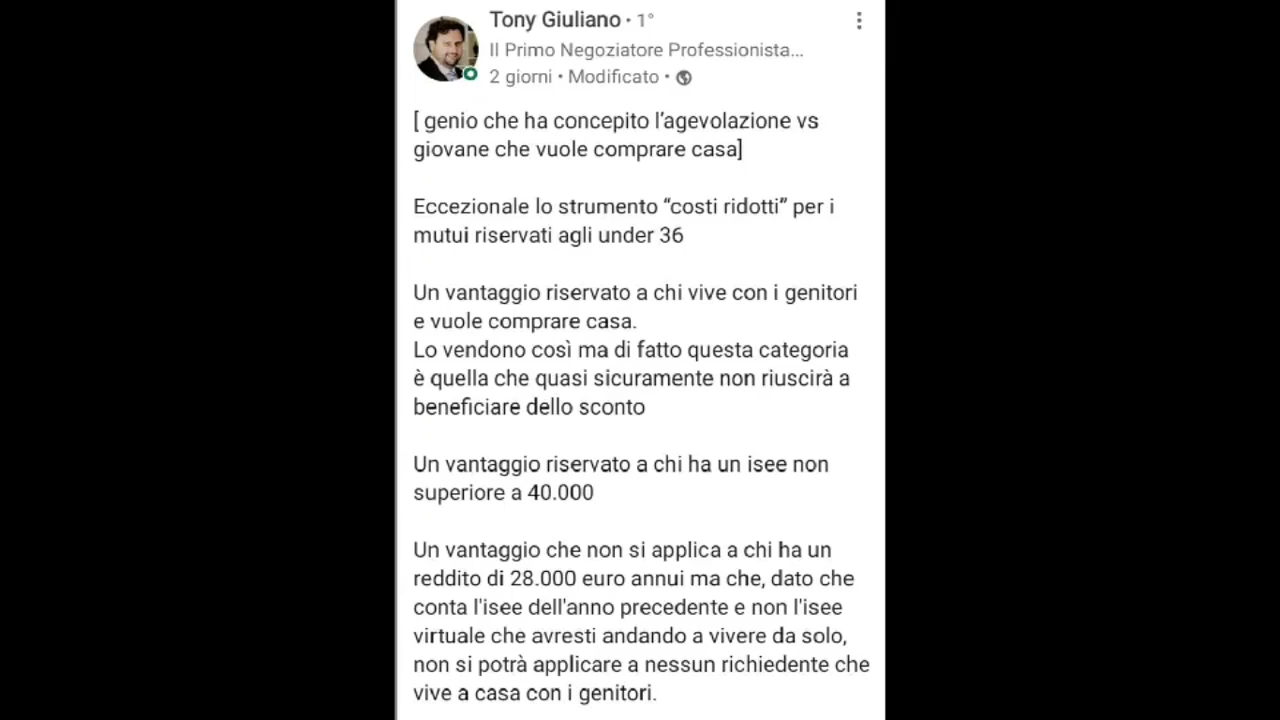 Tony Giuliano • 1°
Il Primo Negoziatore Professionista...
2 giorni • Modificato •
[ genio che ha concepito l’agevolazione vs
giovane che vuole comprare casa]
Eccezionale lo strumento “costi ridotti” per i
mutui riservati agli under 36
Un vantaggio riservato a chi vive con i genitori
e vuole comprare casa.
Lo vendono così ma di fatto questa categoria
è quella che quasi sicuramente non riuscirà a
beneficiare dello sconto
Un vantaggio riservato a chi ha un isee non
superiore a 40.000
Un vantaggio che non si applica a chi ha un
reddito di 28.000 euro annui ma che, dato che
conta l'isee dell'anno precedente e non l'isee
virtuale che avresti andando a vivere da solo,
non si potrà applicare a nessun richiedente che
vive a casa con i genitori.